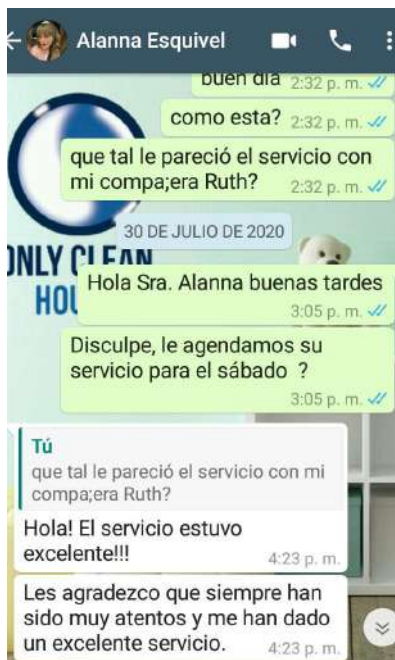 Alanna Esquivel
buen día 2:32 p. m.
como esta? 2:32 p. m.
que tal le pareció el servicio con
mi compa;era Ruth? 2:32 p. m.
30 DE JULIO DE 2020
ONLY CLEAN
HOU
Hola Sra. Alanna buenas tardes
3:05 p. m.
Disculpe, le agendamos su
servicio para el sábado ?
3:05 p. m.
Tú
que tal le pareció el servicio con mi
compa;era Ruth?
Hola! El servicio estuvo
excelente!!! 4:23 p. m.
Les agradezco que siempre han
sido muy atentos y me han dado
un excelente servicio. 4:23 p. m.